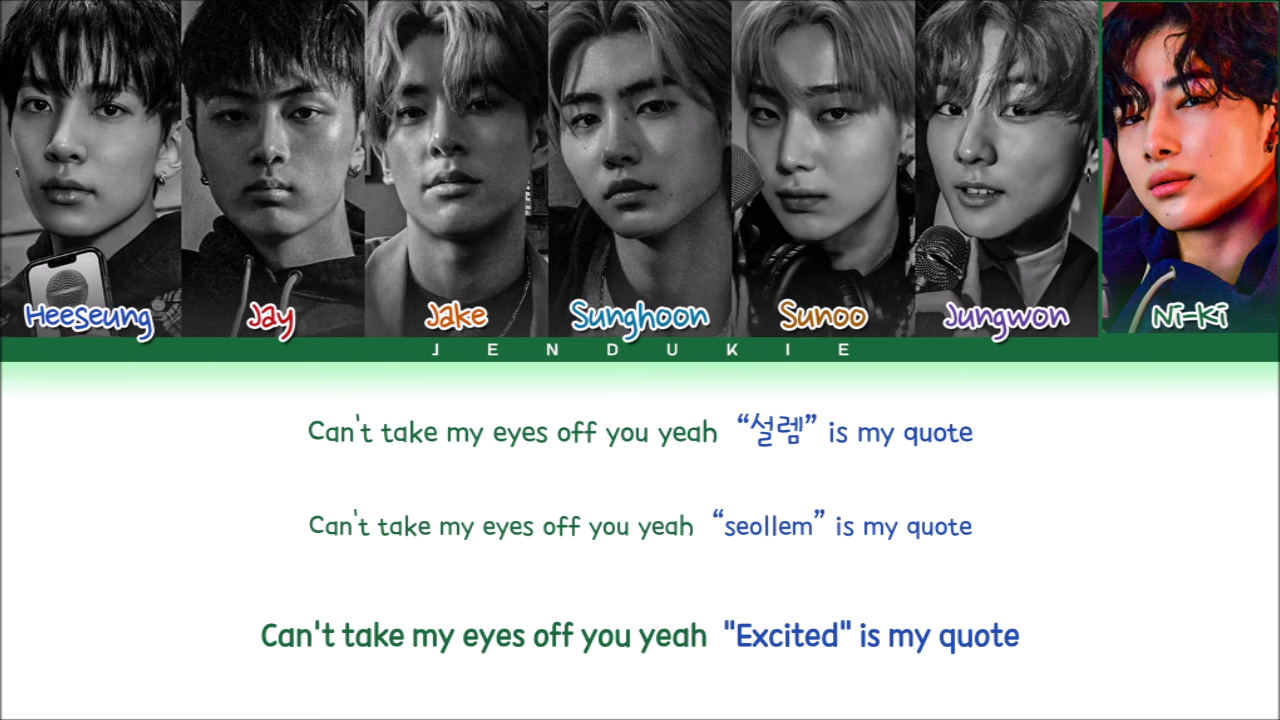 Heeseung Jay Jake Sunghoon Sunoo Jungwon Ni-Ki
JENDUKIE
Can't take my eyes off you yeah “설렘” is my quote
Can't take my eyes off you yeah “seollem” is my quote
Can't take my eyes off you yeah "Excited" is my quote